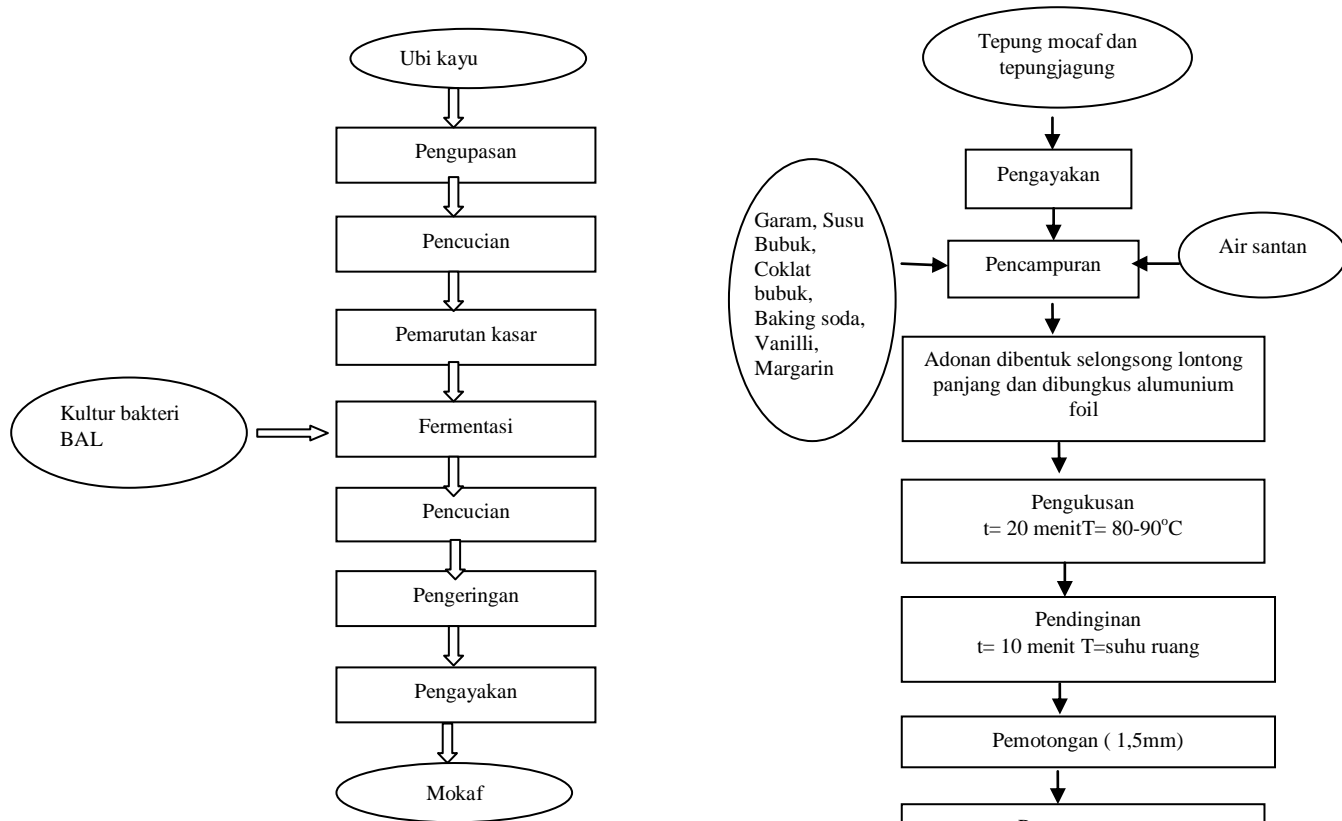 Ubi kayu
Pengupasan
Pencucian
Pemarutan kasar
Kultur bakteri
BAL
Fermentasi
Pencucian
Pengeringan
Pengayakan
Mokaf
Tepung mocaf dan
tepungjagung
Pengayakan
Garam, Susu
Bubuk,
Coklat
bubuk,
Baking soda,
Vanilli,
Margarin
Pencampuran
Air santan
Adonan dibentuk selongsong lontong
panjang dan dibungkus alumunium
foil
Pengukusan
t= 20 menitT= 80-90°C
Pendinginan
t= 10 menit T=suhu ruang
Pemotongan ( 1,5mm)